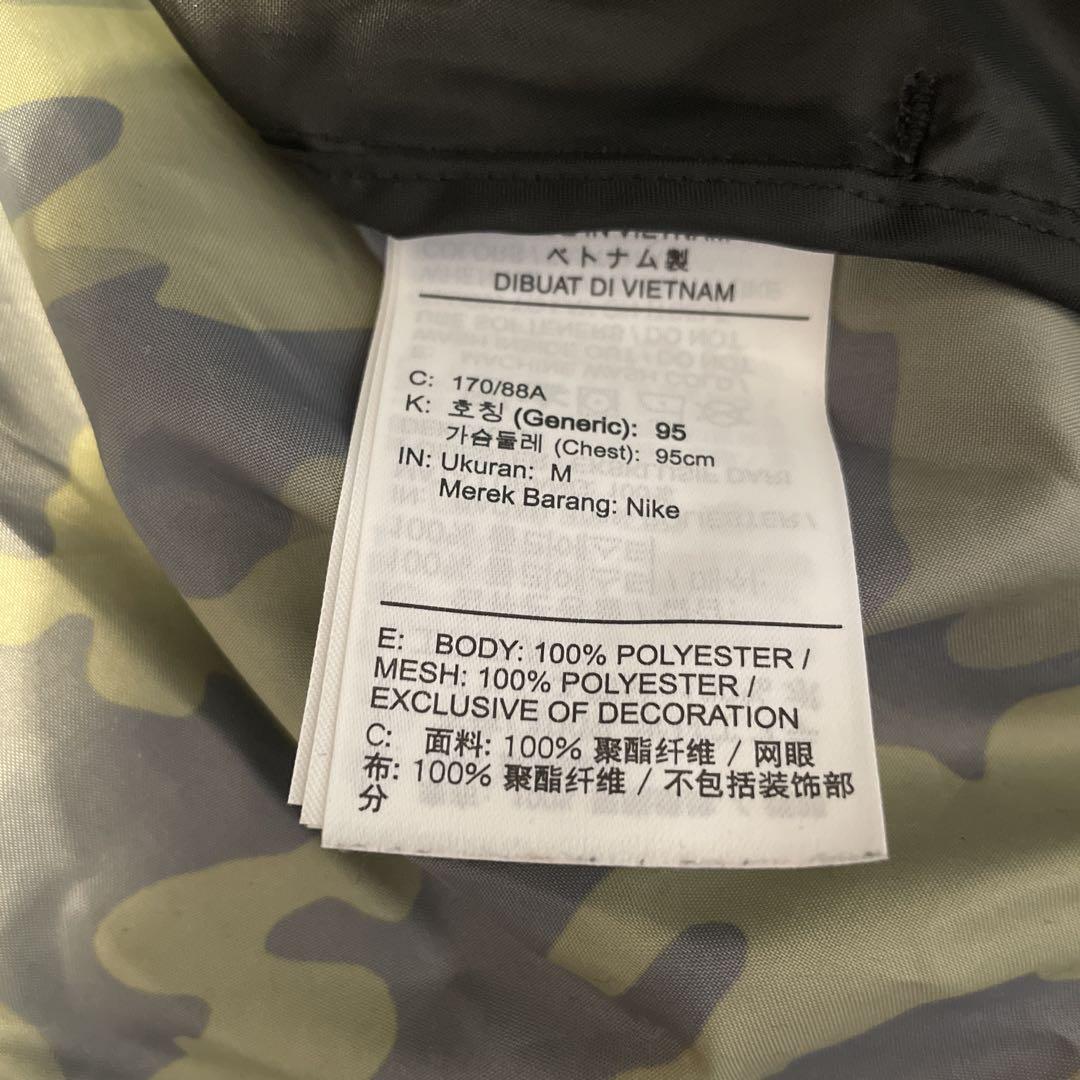 IN VIETNAM
ベトナム製
DIBUAT DI VIETNAM
C: 170/88A
K: 호칭 (Generic): 95
가슴둘레 (Chest): 95cm
IN: Ukuran: M
Merek Barang: Nike
E: BODY: 100% POLYESTER /
MESH: 100% POLYESTER /
EXCLUSIVE OF DECORATION
C: 面料: 100% 聚酯纤维 / 网眼
布: 100% 聚酯纤维 / 不包括装饰部
分